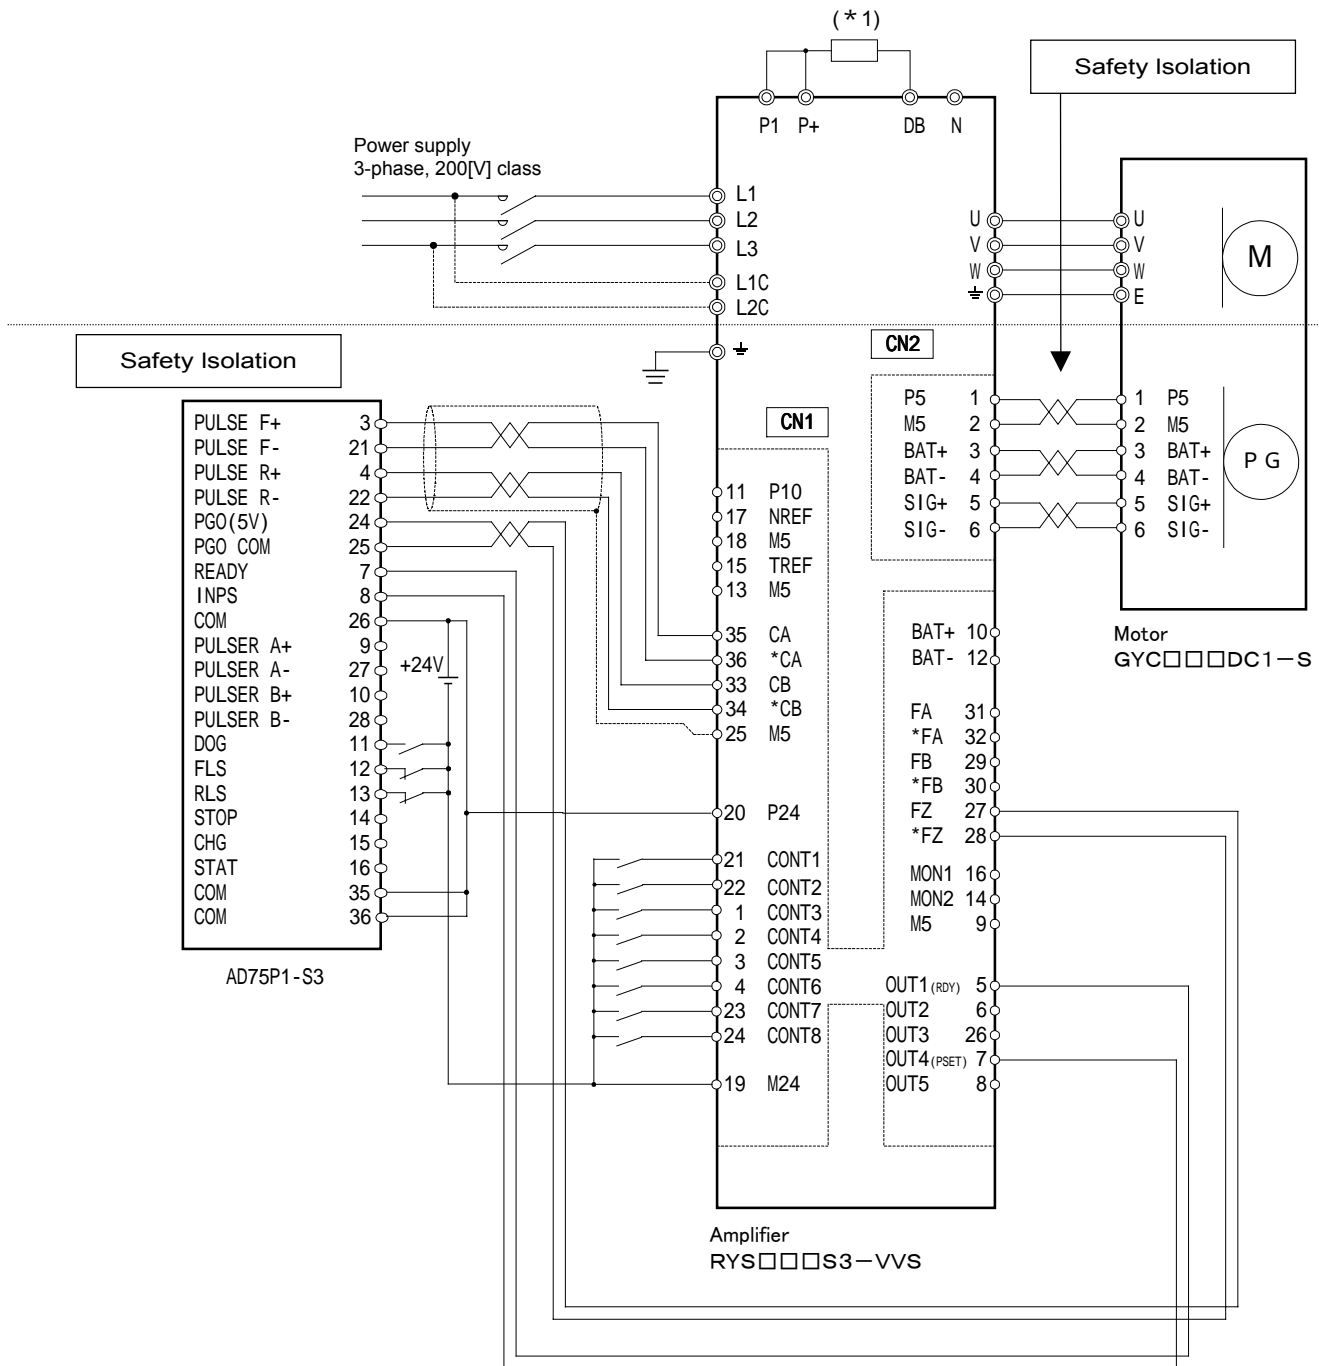 (*1)
Safety Isolation
P1 P+ DB N
Power supply
3-phase, 200[V] class
L1
L2
L3
L1C
L2C
U
V
W
U
V
W
E
M
Safety Isolation
CN2
P5 1
M5 2
BAT+ 3
BAT- 4
SIG+ 5
SIG- 6
1 P5
2 M5
3 BAT+
4 BAT-
5 SIG+
6 SIG-
PG
Motor
GYC□□□DC1-S
PULSE F+ 3
PULSE F- 21
PULSE R+ 4
PULSE R- 22
PGO(5V) 24
PGO COM 25
READY 7
INPS 8
COM 26
PULSER A+ 9
PULSER A- 27
PULSER B+ 10
PULSER B- 28
DOG 11
FLS 12
RLS 13
STOP 14
CHG 15
STAT 16
COM 35
COM 36
AD75P1-S3
+24V
CN1
11 P10
17 NREF
18 M5
15 TREF
13 M5
35 CA
36 *CA
33 CB
34 *CB
25 M5
20 P24
21 CONT1
22 CONT2
1 CONT3
2 CONT4
3 CONT5
4 CONT6
23 CONT7
24 CONT8
19 M24
BAT+ 10
BAT- 12
FA 31
*FA 32
FB 29
*FB 30
FZ 27
*FZ 28
MON1 16
MON2 14
M5 9
OUT1(RDY) 5
OUT2 6
OUT3 26
OUT4(PSET) 7
OUT5 8
Amplifier
RYS□□□S3-VVS